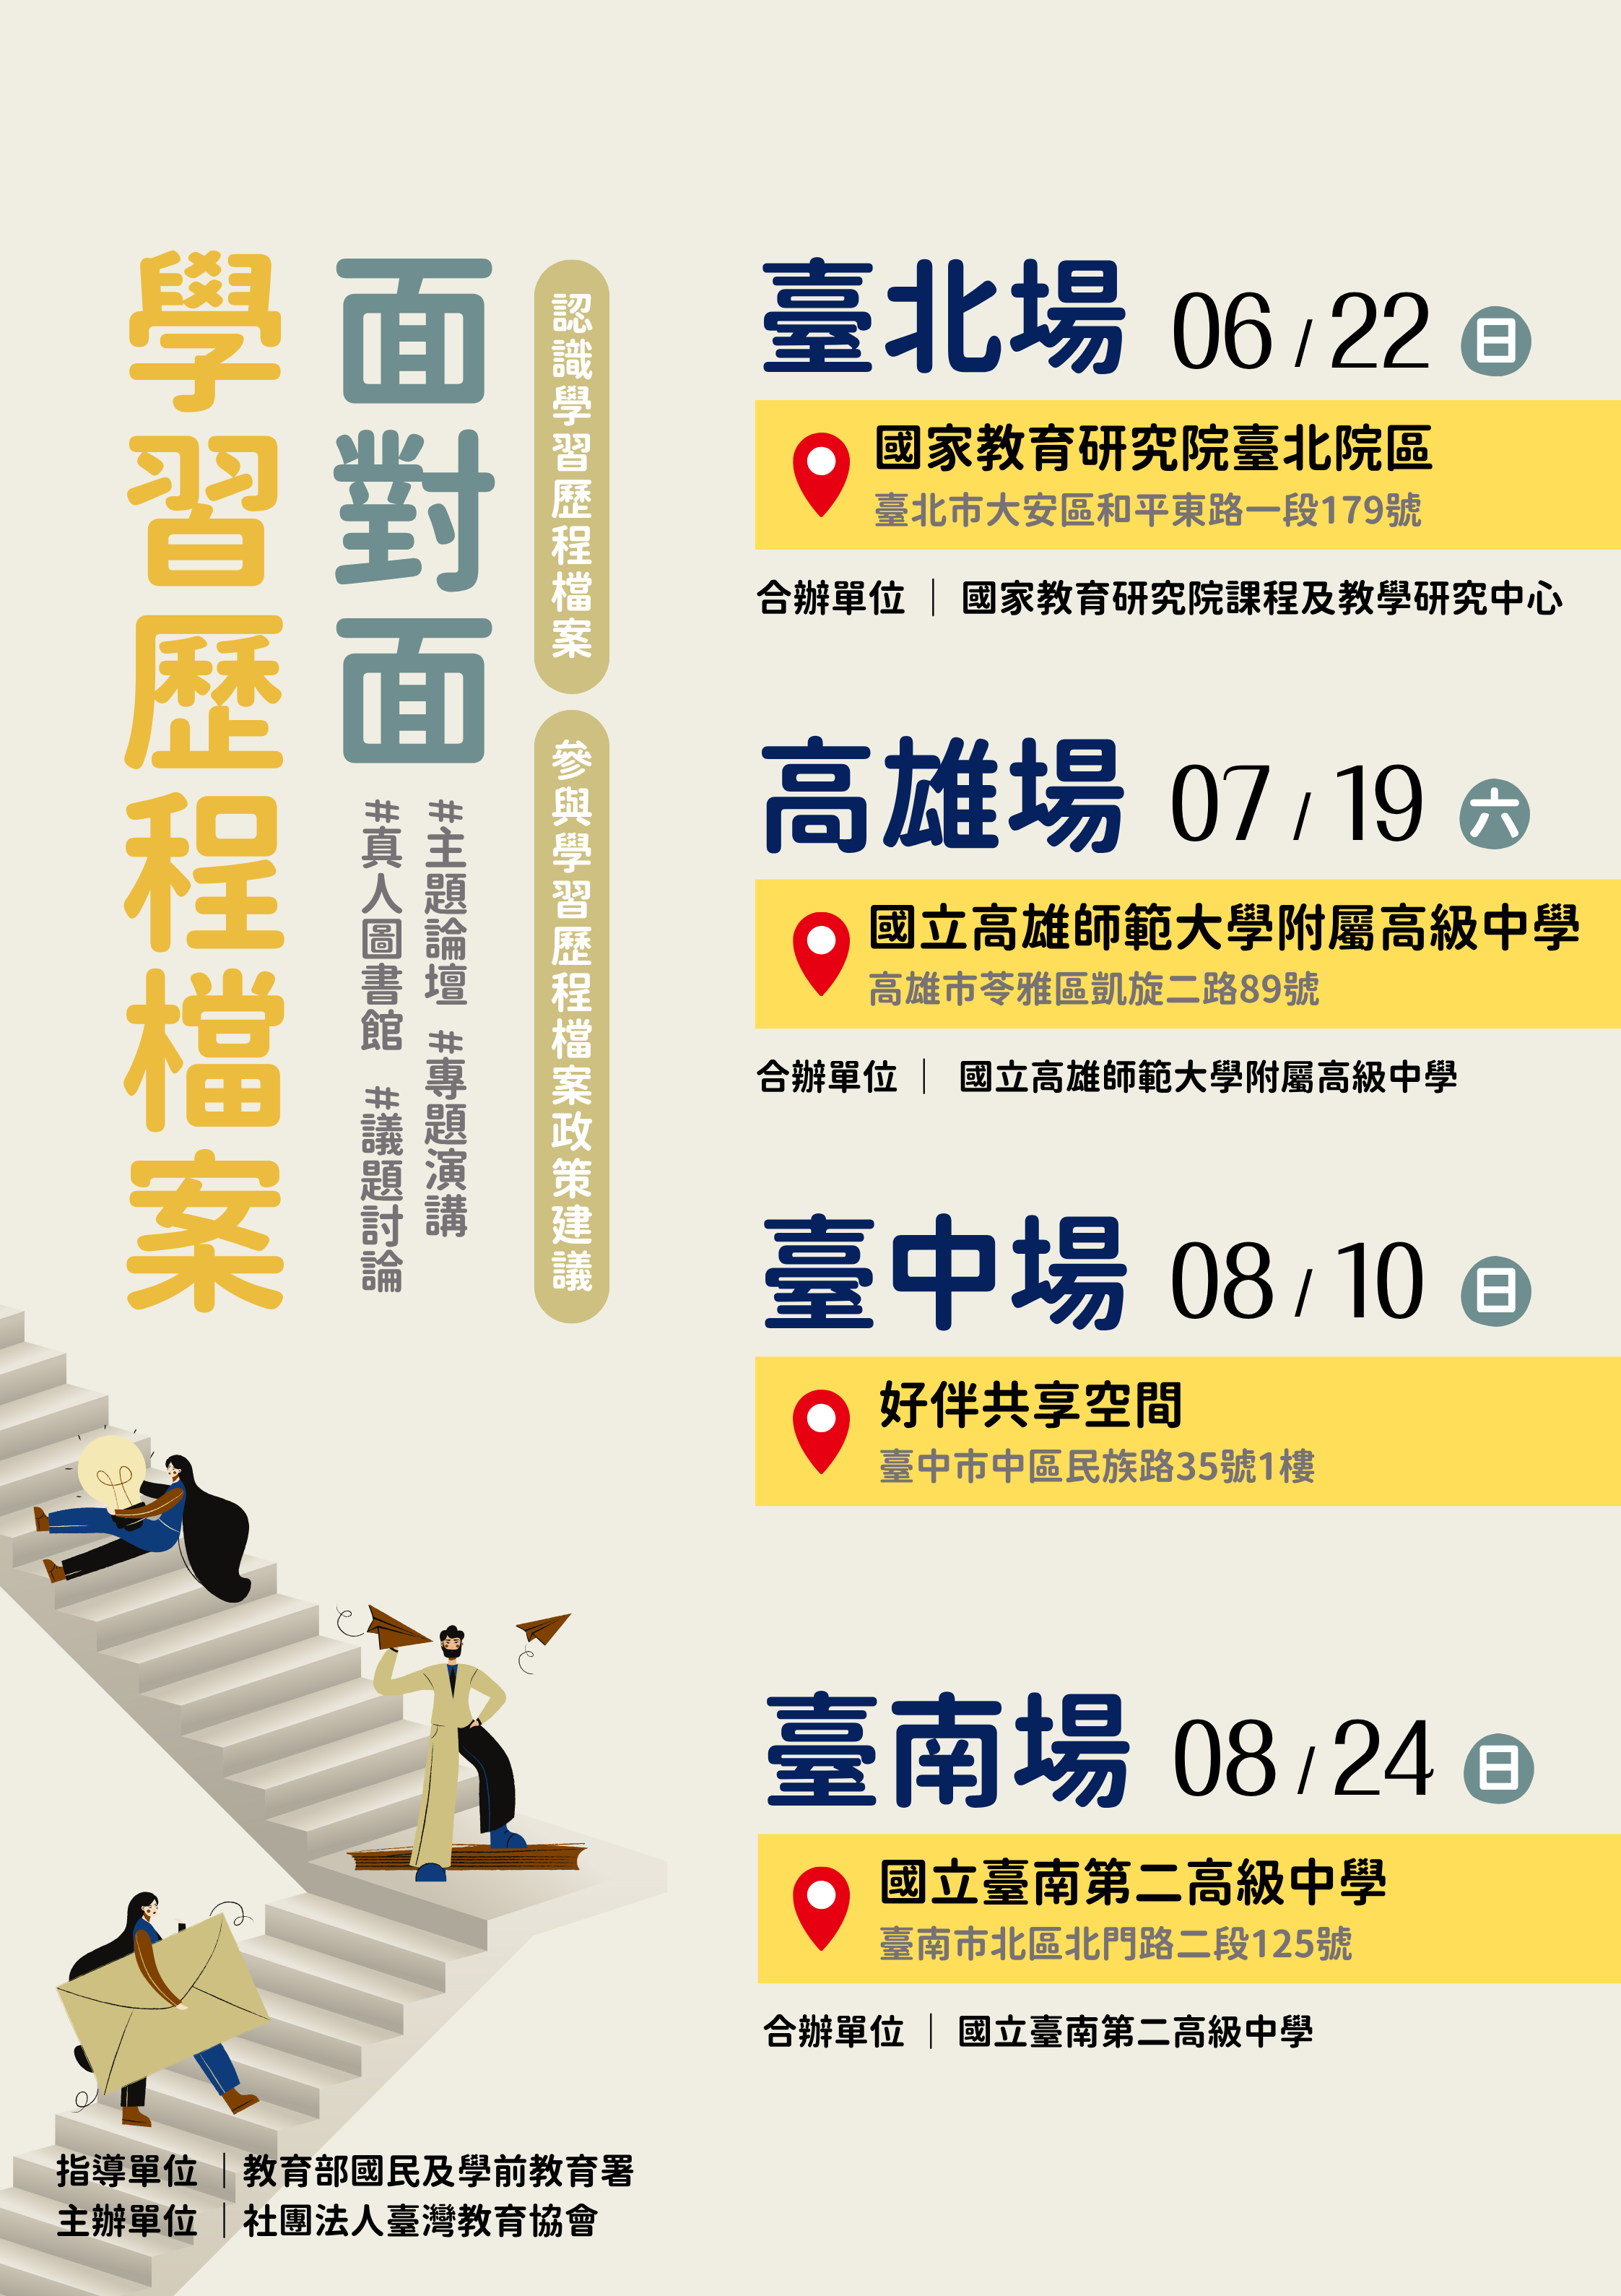 面對面
學習歷程檔案
認識學習歷程檔案
參與學習歷程檔案政策建議
#主題論壇 #專題演講
#真人圖書館 #議題討論
臺北場 06 / 22 日
國家教育研究院臺北院區
臺北市大安區和平東路一段179號
合辦單位｜國家教育研究院課程及教學研究中心
高雄場 07 / 19 六
國立高雄師範大學附屬高級中學
高雄市苓雅區凱旋二路89號
合辦單位｜國立高雄師範大學附屬高級中學
臺中場 08 / 10 日
好伴共享空間
臺中市中區民族路35號1樓
臺南場 08 / 24 日
國立臺南第二高級中學
臺南市北區北門路二段125號
合辦單位｜國立臺南第二高級中學
指導單位｜教育部國民及學前教育署
主辦單位｜社團法人臺灣教育協會